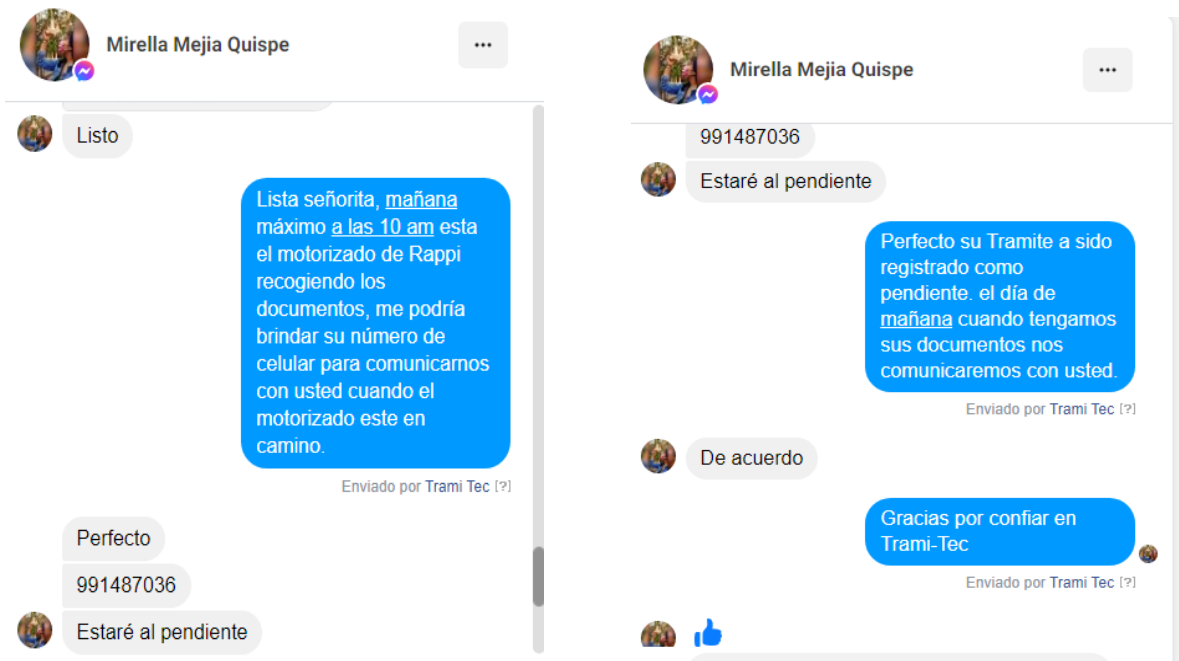 Mirella Mejia Quispe
...
Listo
Lista señorita, mañana
máximo a las 10 am esta
el motorizado de Rappi
recogiendo los
documentos, me podría
brindar su número de
celular para comunicarnos
con usted cuando el
motorizado este en
camino.
Enviado por Trami Tec [?]
Perfecto
991487036
Estaré al pendiente
Mirella Mejia Quispe
...
991487036
Estaré al pendiente
Perfecto su Tramite a sido
registrado como
pendiente. el día de
mañana cuando tengamos
sus documentos nos
comunicaremos con usted.
Enviado por Trami Tec [?]
De acuerdo
Gracias por confiar en
Trami-Tec
Enviado por Trami Tec [?]